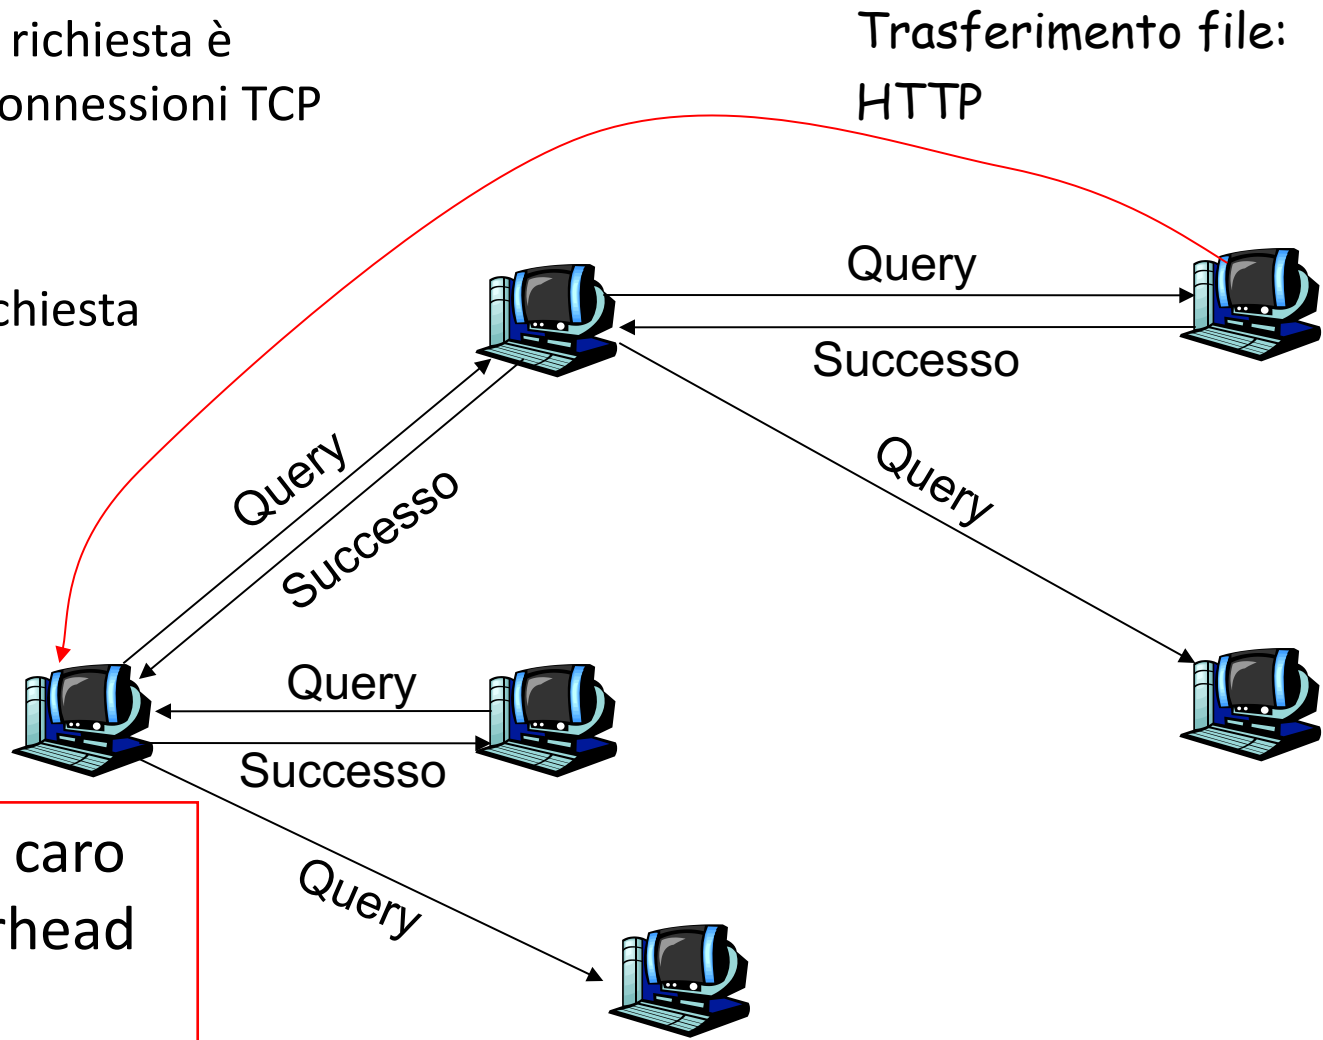 richiesta è
onnessioni TCP
Trasferimento file:
HTTP
chiesta
Query
Successo
Query
Successo
Query
Query
Successo
Query
caro
rhead